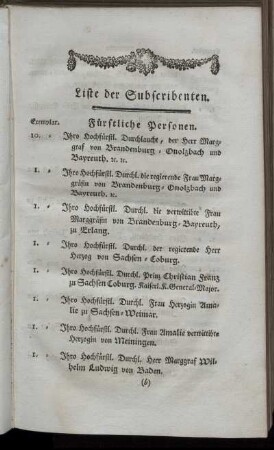 Liste der Subscribenten.
Exemplar. Fürstliche Personen.
10. = Ihro Hochfürstl. Durchlaucht, der Herr Marg-
graf von Brandenburg-Onolzbach und
Bayreuth. ꝛc. ꝛc.
1. = Ihro Hochfürstl. Durchl. die regierende Frau Marg-
gräfin von Brandenburg-Onolzbach und
Bayreuth. ꝛc.
1. = Ihro Hochfürstl. Durchl. die verwittibte Frau
Marggräfin von Brandenburg-Bayreuth,
zu Erlang.
1. = Ihro Hochfürstl. Durchl. der regierende Herr
Herzog von Sachsen-Coburg.
1. = Ihro Hochfürstl. Durchl. Prinz Christian Franz
zu Sachsen Coburg. Kaiserl. K. General-Major.
1. = Ihro Hochfürstl. Durchl. Frau Herzogin Ama-
lie zu Sachsen-Weimar.
1. = Ihro Hochfürstl. Durchl. Frau Amalie verwittibte
Herzogin von Meiningen.
1. = Ihro Hochfürstl. Durchl. Herr Marggraf Wil-
helm Ludwig von Baden.
(b)